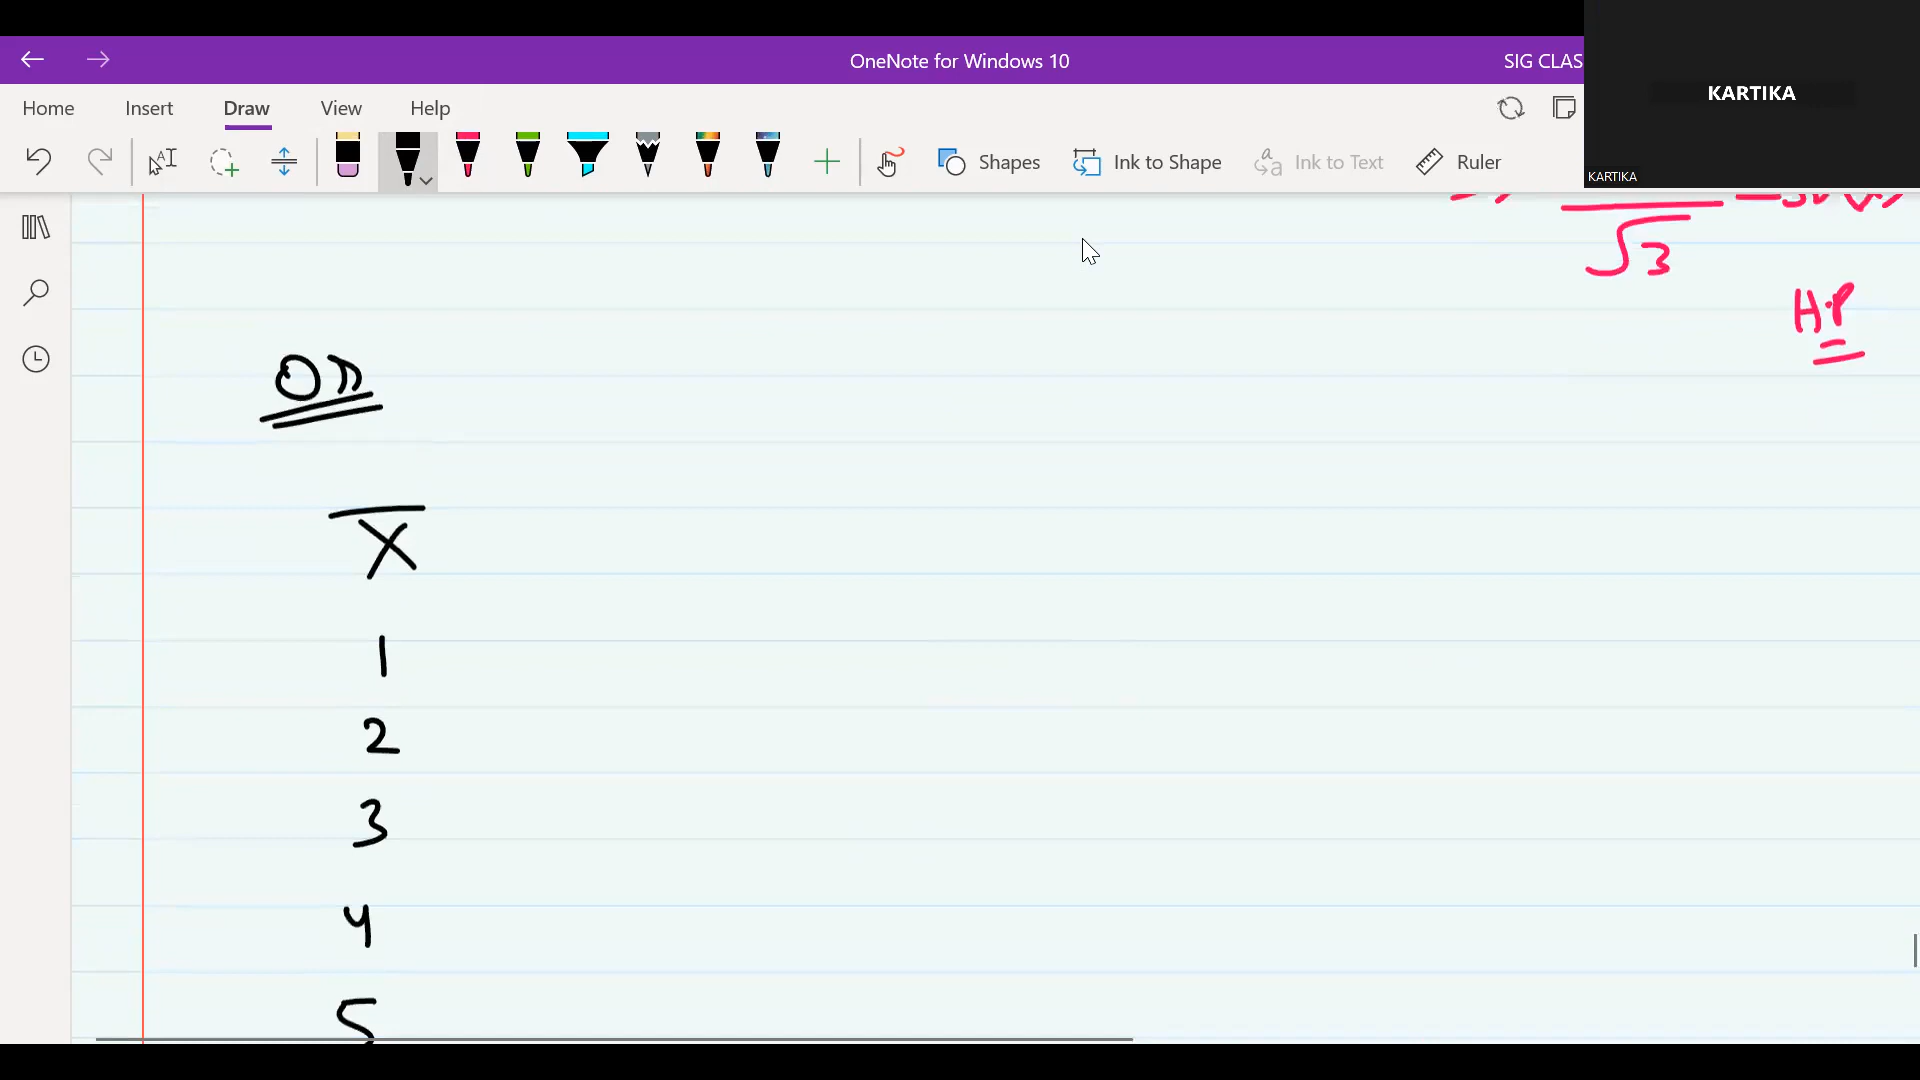 OneNote for Windows 10
SIG CLAS
KARTIKA
Home Insert Draw View Help
Shapes Ink to Shape Ink to Text Ruler
KARTIKA
√3
H.P
X
1
2
3
4
5